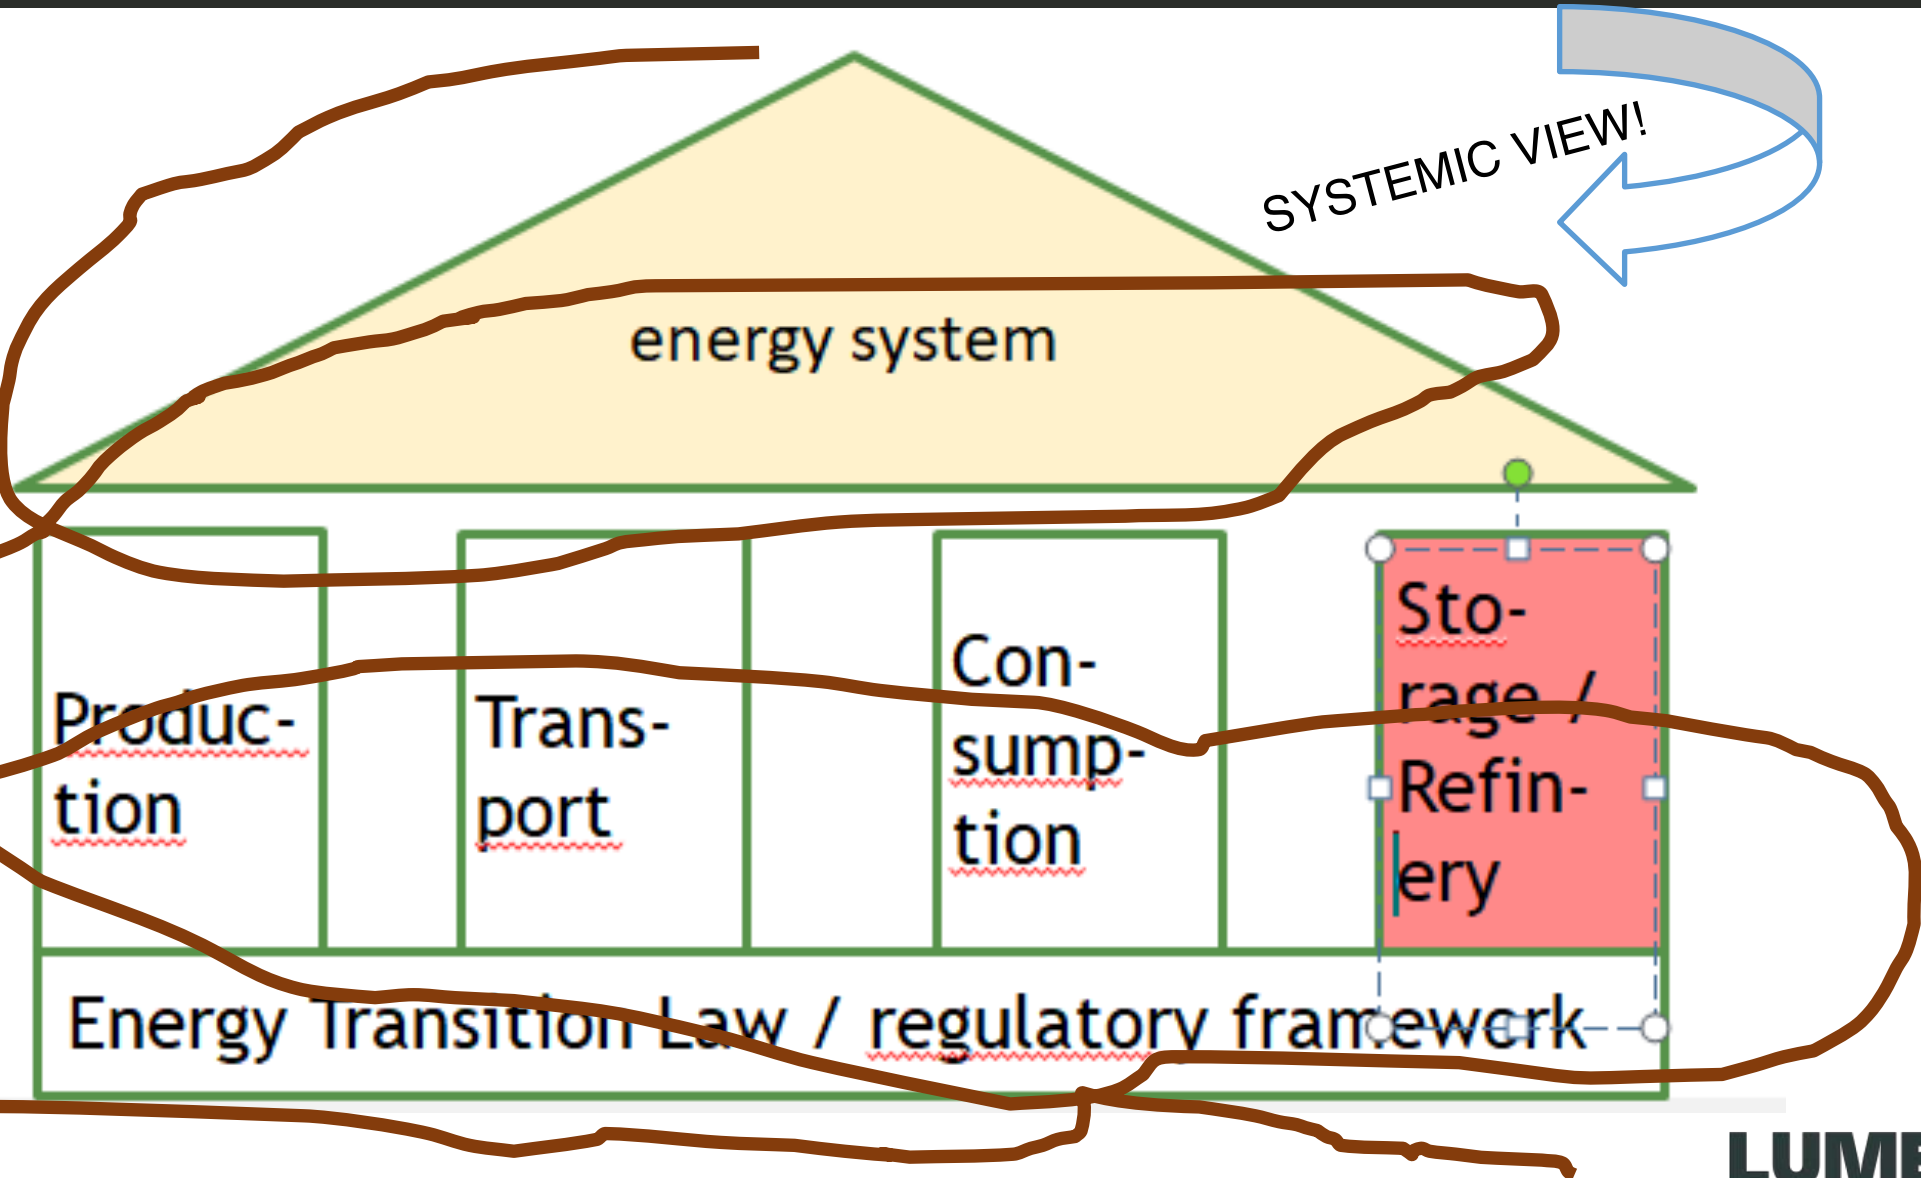 SYSTEMIC VIEW!
energy system
Produc-
tion
Trans-
port
Con-
sump-
tion
Sto-
rage /
Refin-
ery
Energy Transition Law / regulatory framework